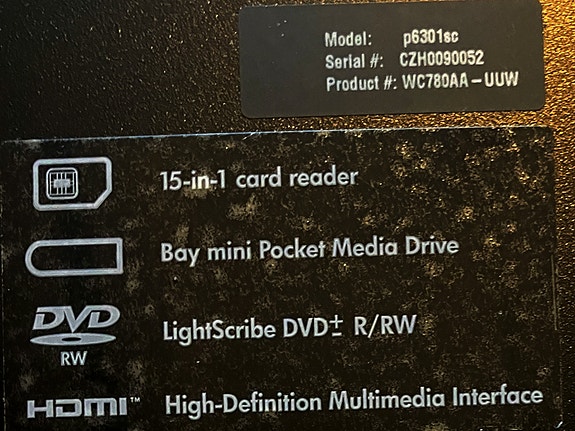 Model: p6301sc
Serial #: CZH0090052
Product #: WC780AA-UUW
15-in-1 card reader
Bay mini Pocket Media Drive
DVD
RW
LightScribe DVD± R/RW
HDMI™ High-Definition Multimedia Interface